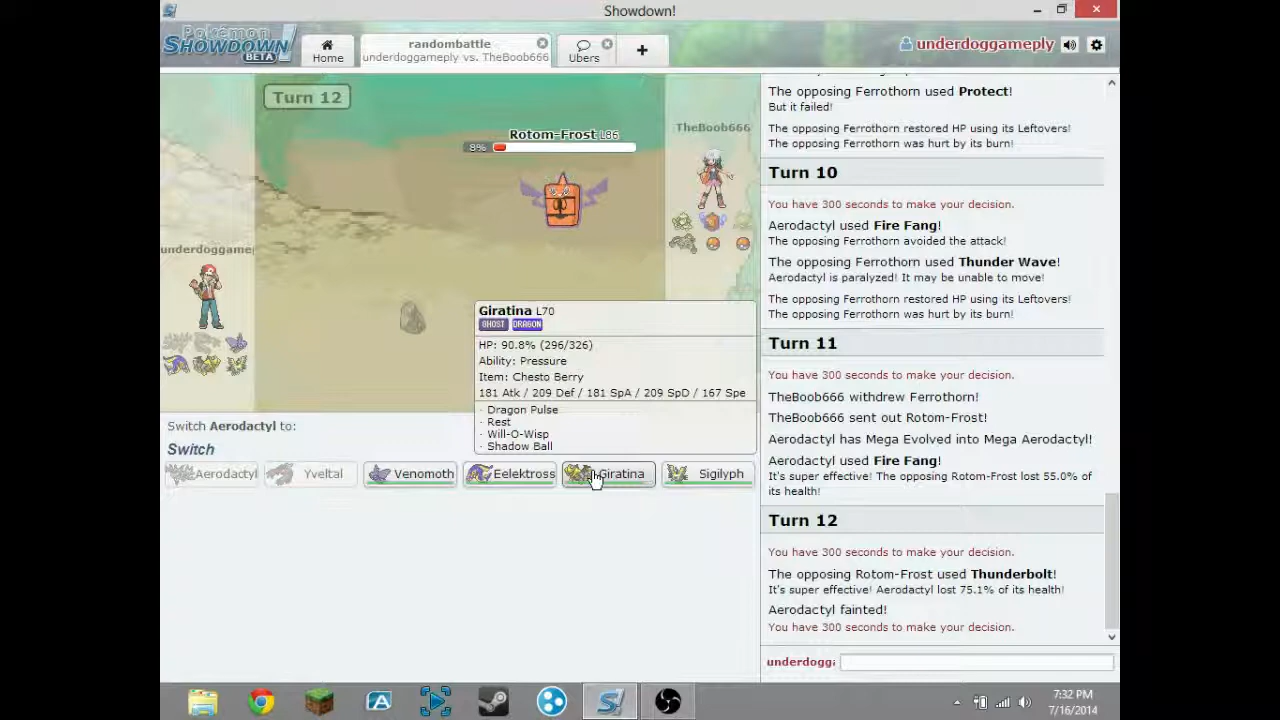 Showdown!
Pokémon
SHOWDOWN!
BETA
Home
randombattle
underdoggameply vs. TheBoob666
Ubers
underdoggameply
Turn 12
Rotom-Frost L86
8%
TheBoob666
underdoggamep
Giratina L70
GHOST DRAGON
HP: 90.8% (296/326)
Ability: Pressure
Item: Chesto Berry
181 Atk / 209 Def / 181 SpA / 209 SpD / 167 Spe
· Dragon Pulse
· Rest
· Will-O-Wisp
· Shadow Ball
Switch Aerodactyl to:
Switch
Aerodactyl Yveltal Venomoth Eelektross Giratina Sigilyph
The opposing Ferrothorn used Protect!
But it failed!
The opposing Ferrothorn restored HP using its Leftovers!
The opposing Ferrothorn was hurt by its burn!
Turn 10
You have 300 seconds to make your decision.
Aerodactyl used Fire Fang!
The opposing Ferrothorn avoided the attack!
The opposing Ferrothorn used Thunder Wave!
Aerodactyl is paralyzed! It may be unable to move!
The opposing Ferrothorn restored HP using its Leftovers!
The opposing Ferrothorn was hurt by its burn!
Turn 11
You have 300 seconds to make your decision.
TheBoob666 withdrew Ferrothorn!
TheBoob666 sent out Rotom-Frost!
Aerodactyl has Mega Evolved into Mega Aerodactyl!
Aerodactyl used Fire Fang!
It's super effective! The opposing Rotom-Frost lost 55.0% of
its health!
Turn 12
You have 300 seconds to make your decision.
The opposing Rotom-Frost used Thunderbolt!
It's super effective! Aerodactyl lost 75.1% of its health!
Aerodactyl fainted!
You have 300 seconds to make your decision.
underdogga:
7:32 PM
7/16/2014